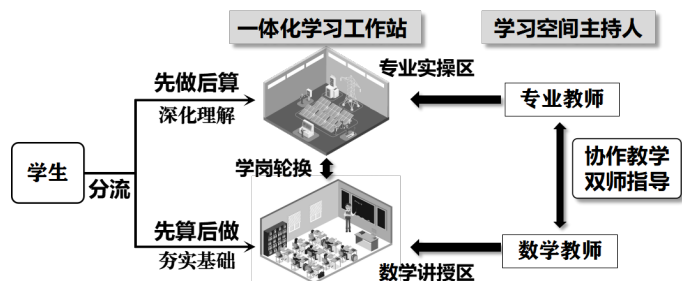 一体化学习工作站
学习空间主持人
先做后算
深化理解
专业实操区
专业教师
学生
分流
学岗轮换
协作教学
双师指导
先算后做
夯实基础
数学讲授区
数学教师